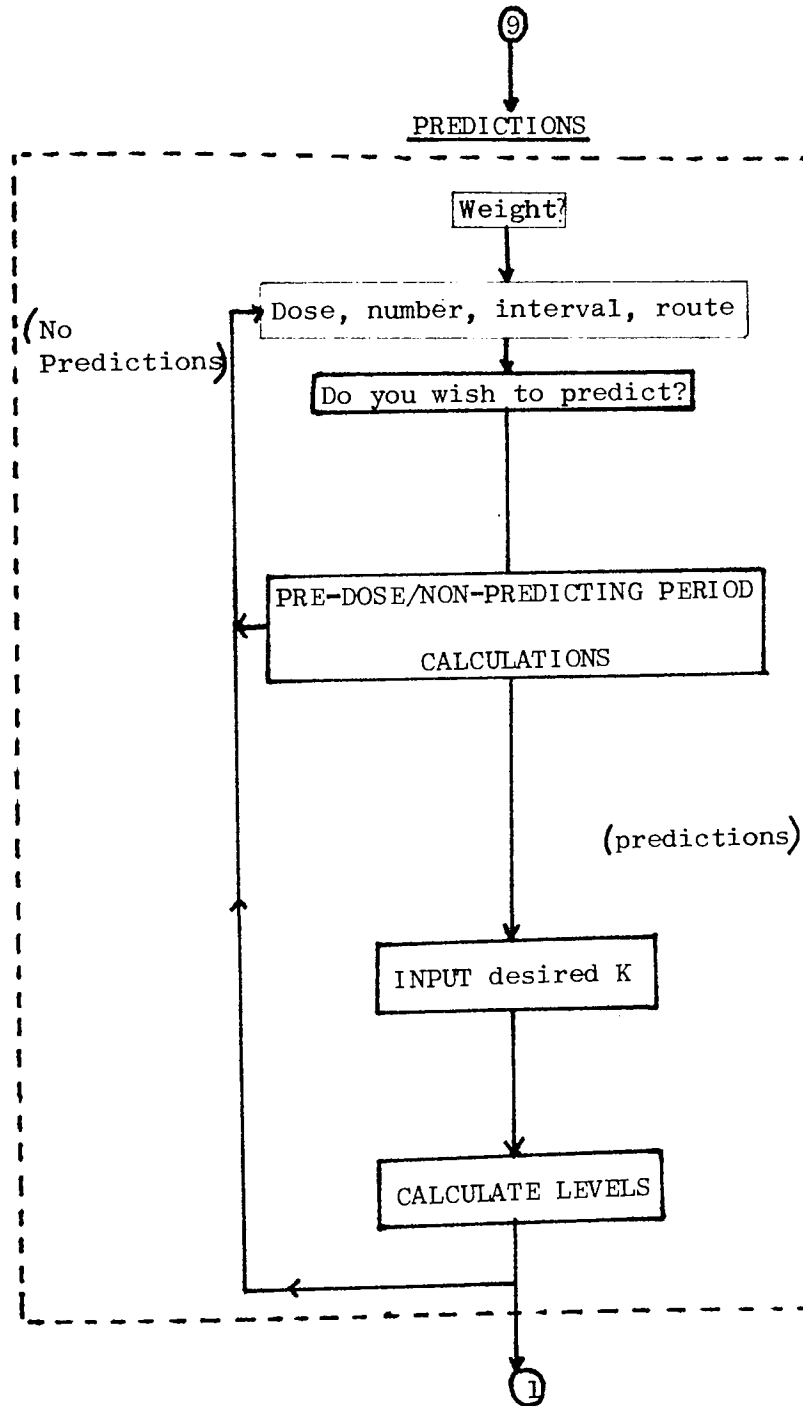 9
PREDICTIONS
Weight?
Dose, number, interval, route
(No
Predictions)
Do you wish to predict?
PRE-DOSE/NON-PREDICTING PERIOD
CALCULATIONS
(predictions)
INPUT desired K
CALCULATE LEVELS
1